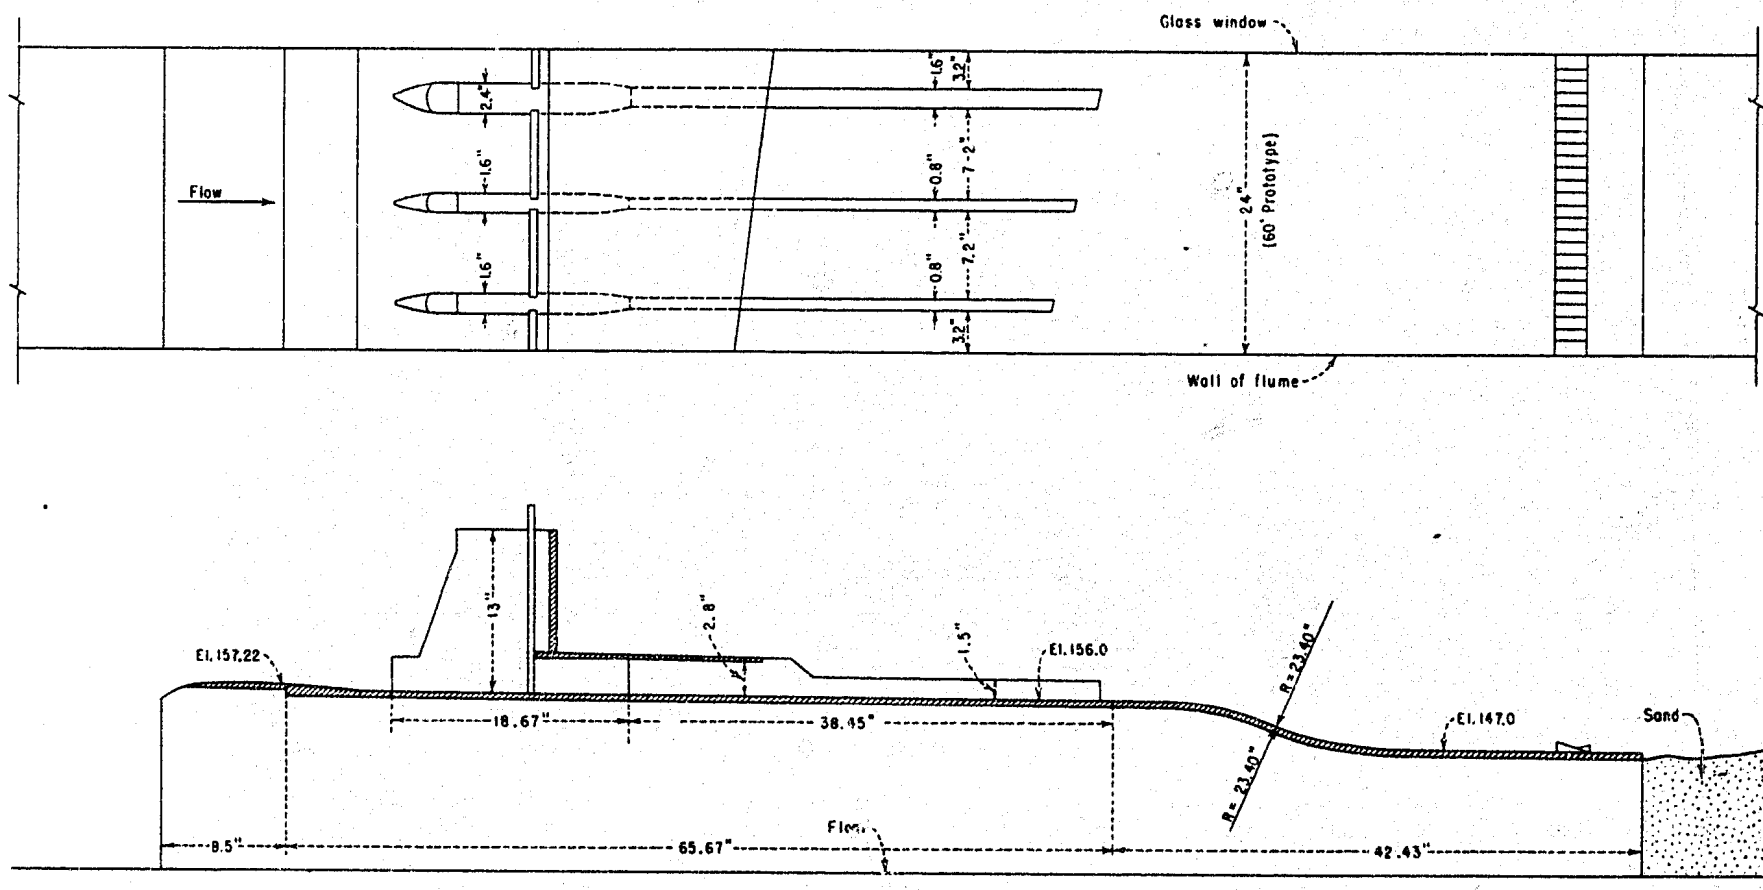 Glass window
Flow
2.4"
1.6"
1.6"
1.6"
3.2"
0.8"
7-2"
0.8"
7.2"
3.2"
24"
(60' Prototype)
Wall of flume
El. 157.22
13"
2.8"
1.5"
El. 156.0
R = 23.40"
R = 23.40"
El. 147.0
Sand
18.67"
38.45"
8.5"
65.67"
42.43"